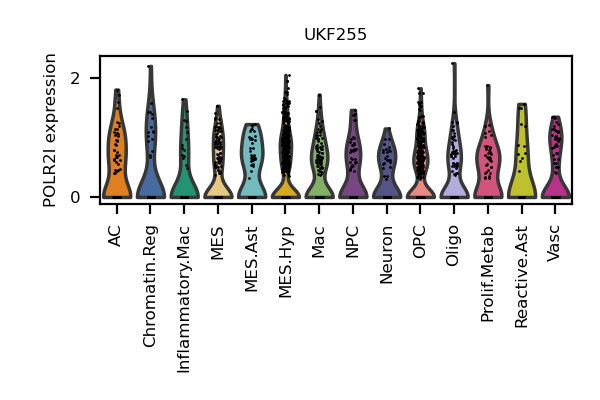 UKF255
POLR2I expression
2
0
AC
Chromatin.Reg
Inflammatory.Mac
MES
MES.Ast
MES.Hyp
Mac
NPC
Neuron
OPC
Oligo
Prolif.Metab
Reactive.Ast
Vasc